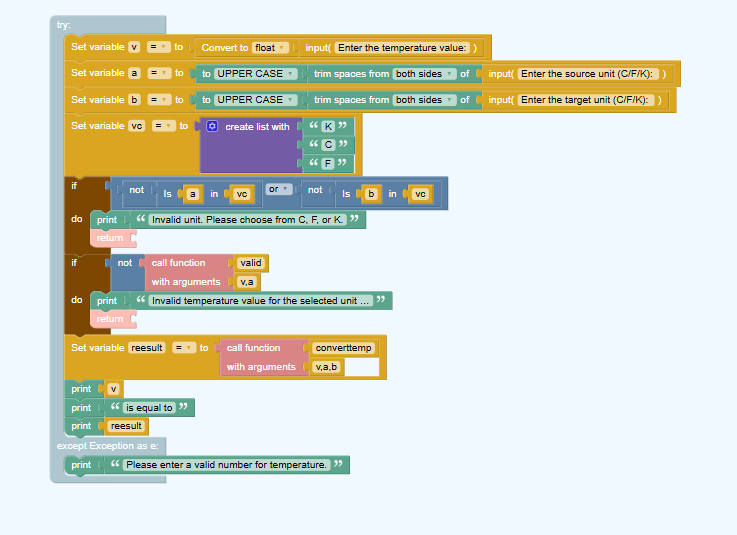 try:
Set variable v = to Convert to float input( Enter the temperature value: )
Set variable a = to to UPPER CASE trim spaces from both sides of input( Enter the source unit (C/F/K): )
Set variable b = to to UPPER CASE trim spaces from both sides of input( Enter the target unit (C/F/K): )
Set variable vc = to create list with “ K ”
“ C ”
“ F ”
if not Is a in vc or not Is b in vc
do print “ Invalid unit. Please choose from C, F, or K. ”
return
if not call function valid
with arguments v,a
do print “ Invalid temperature value for the selected unit ... ”
return
Set variable reesult = to call function converttemp
with arguments v,a,b
print v
print “ is equal to ”
print reesult
except Exception as e:
print “ Please enter a valid number for temperature. ”